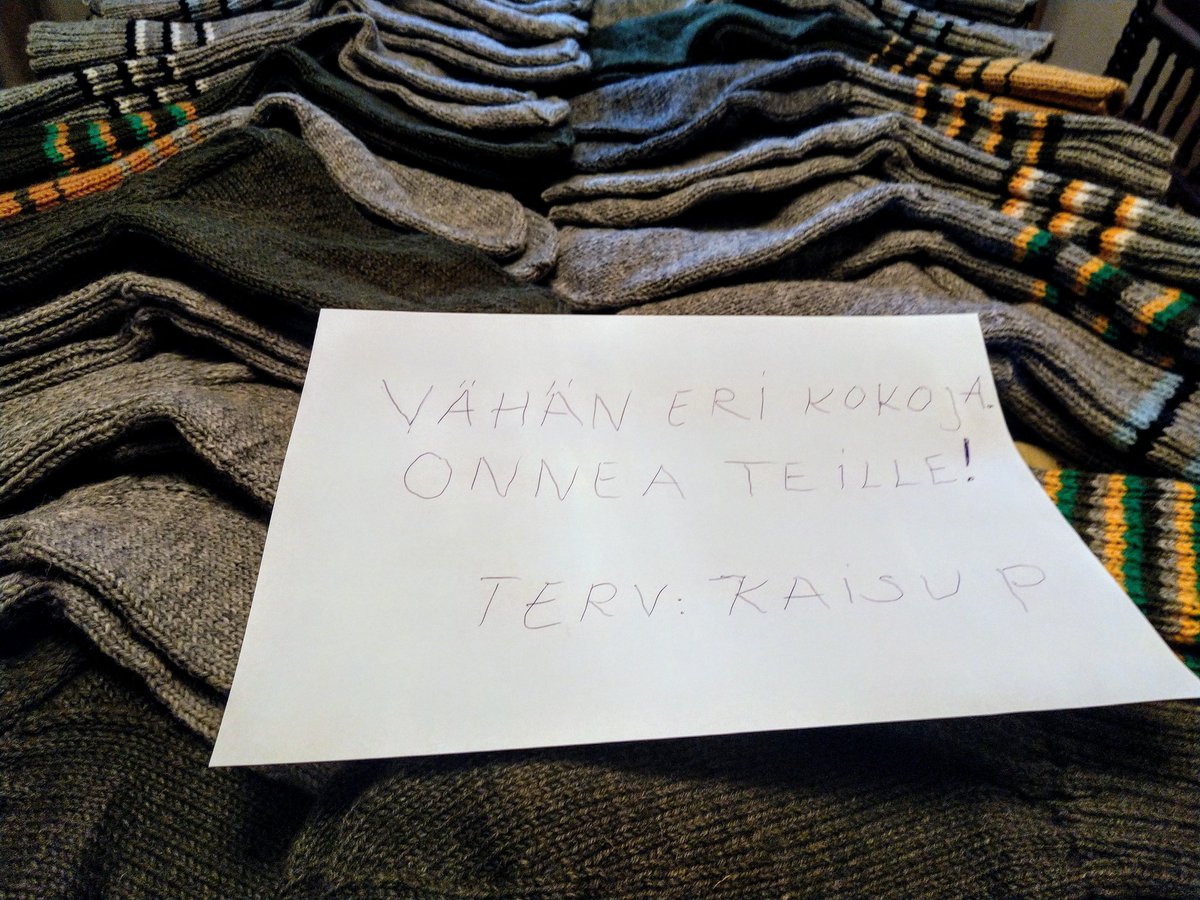 VÄHÄN ERI KOKOJA.
ONNEA TEILLE!
TERV: KAISU P